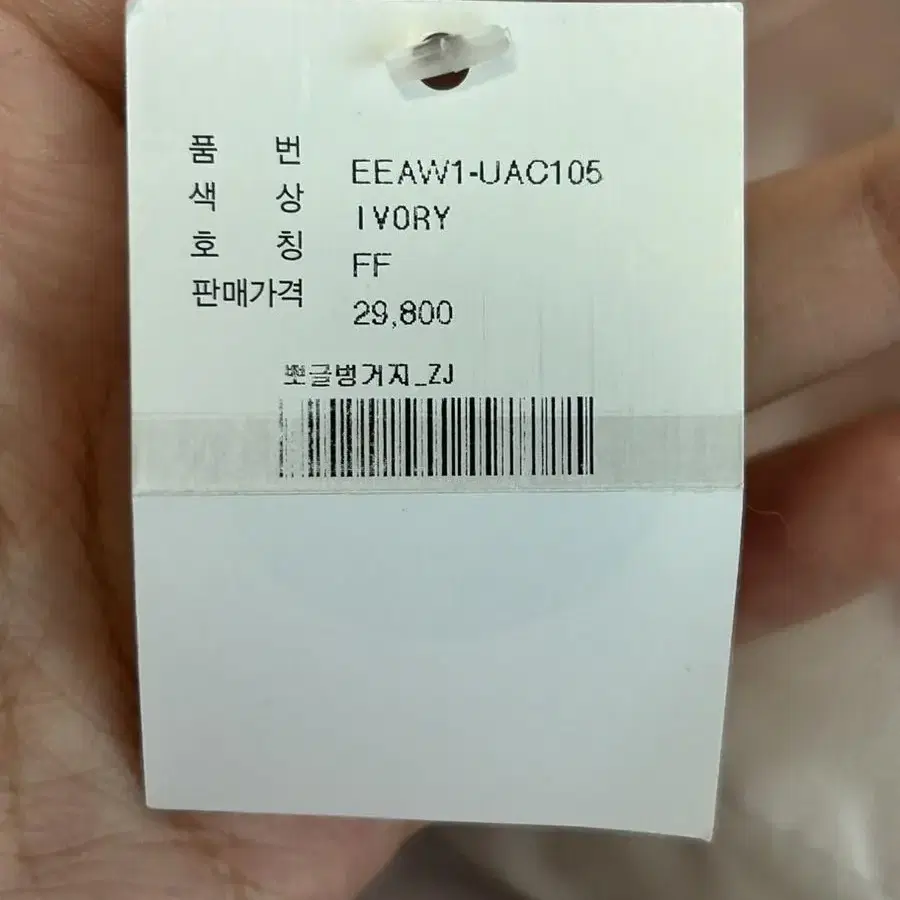 품 번 EEAW1-UAC105
색 상 IVORY
호 칭 FF
판매가격 29,800
뽀글벙거지_ZJ